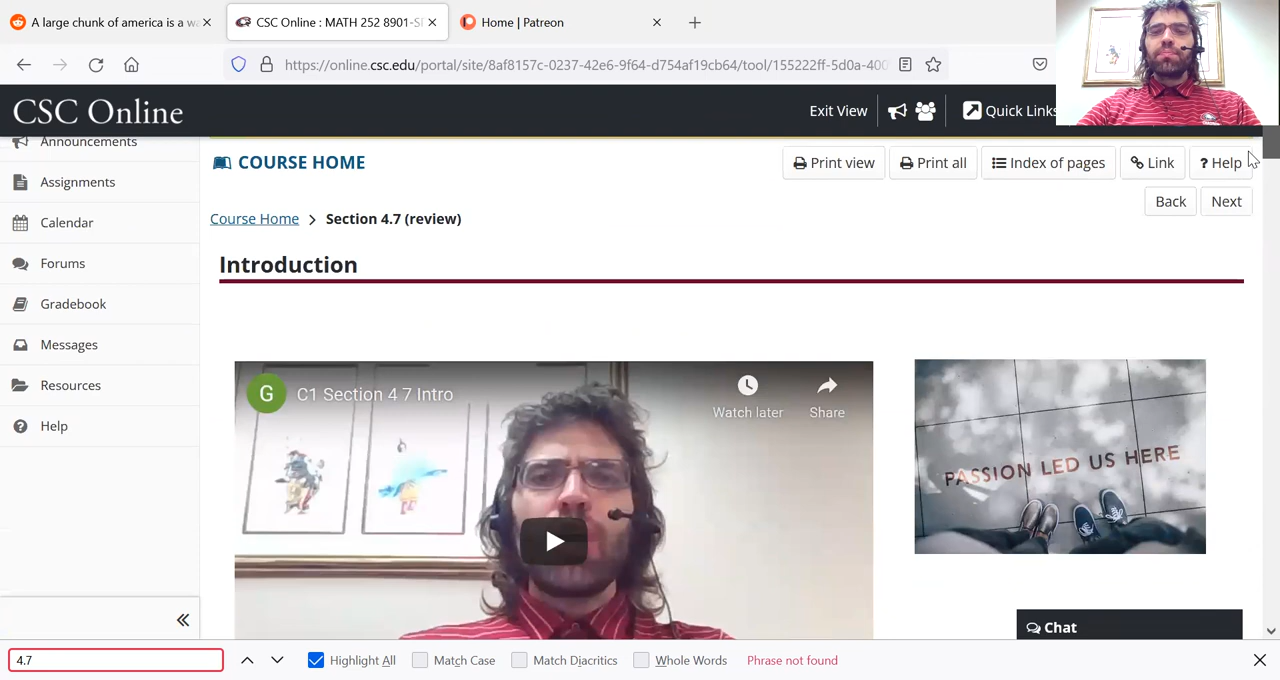 A large chunk of america is a wa
CSC Online : MATH 252 8901-S
Home | Patreon
https://online.csc.edu/portal/site/8af8157c-0237-42e6-9f64-d754af19cb64/tool/155222ff-5d0a-400
CSC Online
Exit View
Quick Links
Announcements
COURSE HOME
Print view
Print all
Index of pages
Link
? Help
Assignments
Back
Next
Calendar
Course Home > Section 4.7 (review)
Forums
Introduction
Gradebook
Messages
Resources
Help
G
C1 Section 4 7 Intro
Watch later
Share
PASSION LED US HERE
Chat
4.7
Highlight All
Match Case
Match Diacritics
Whole Words
Phrase not found